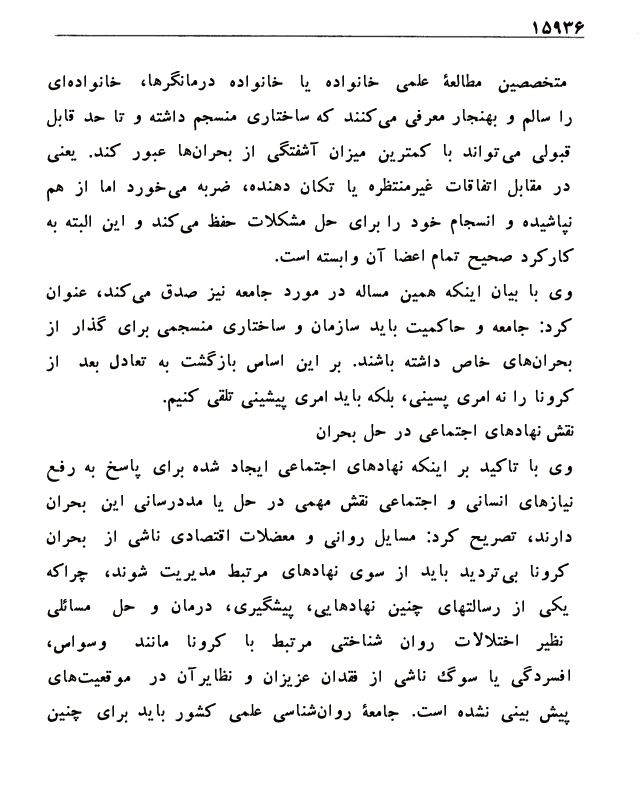 ۱۵۹۳۶
متخصصین مطالعهٔ علمی خانواده یا خانواده درمانگرها، خانواده‌ای
را سالم و بهنجار معرفی می‌کنند که ساختاری منسجم داشته و تا حد قابل
قبولی می‌تواند با کمترین میزان آشفتگی از بحران‌ها عبور کند. یعنی
در مقابل اتفاقات غیرمنتظره یا تکان دهنده، ضربه می‌خورد اما از هم
نپاشیده و انسجام خود را برای حل مشکلات حفظ می‌کند و این البته به
کارکرد صحیح تمام اعضا آن وابسته است.
وی با بیان اینکه همین مساله در مورد جامعه نیز صدق می‌کند، عنوان
کرد: جامعه و حاکمیت باید سازمان و ساختاری منسجمی برای گذار از
بحران‌های خاص داشته باشند. بر این اساس بازگشت به تعادل بعد از
کرونا را نه امری پسینی، بلکه باید امری پیشینی تلقی کنیم.
نقش نهادهای اجتماعی در حل بحران
وی با تاکید بر اینکه نهادهای اجتماعی ایجاد شده برای پاسخ به رفع
نیازهای انسانی و اجتماعی نقش مهمی در حل یا مددرسانی این بحران
دارند، تصریح کرد: مسایل روانی و معضلات اقتصادی ناشی از بحران
کرونا بی‌تردید باید از سوی نهادهای مرتبط مدیریت شوند، چراکه
یکی از رسالتهای چنین نهادهایی، پیشگیری، درمان و حل مسائلی
نظیر اختلالات روان شناختی مرتبط با کرونا مانند وسواس،
افسردگی یا سوگ ناشی از فقدان عزیزان و نظایرآن در موقعیت‌های
پیش بینی نشده است. جامعهٔ روان‌شناسی علمی کشور باید برای چنین